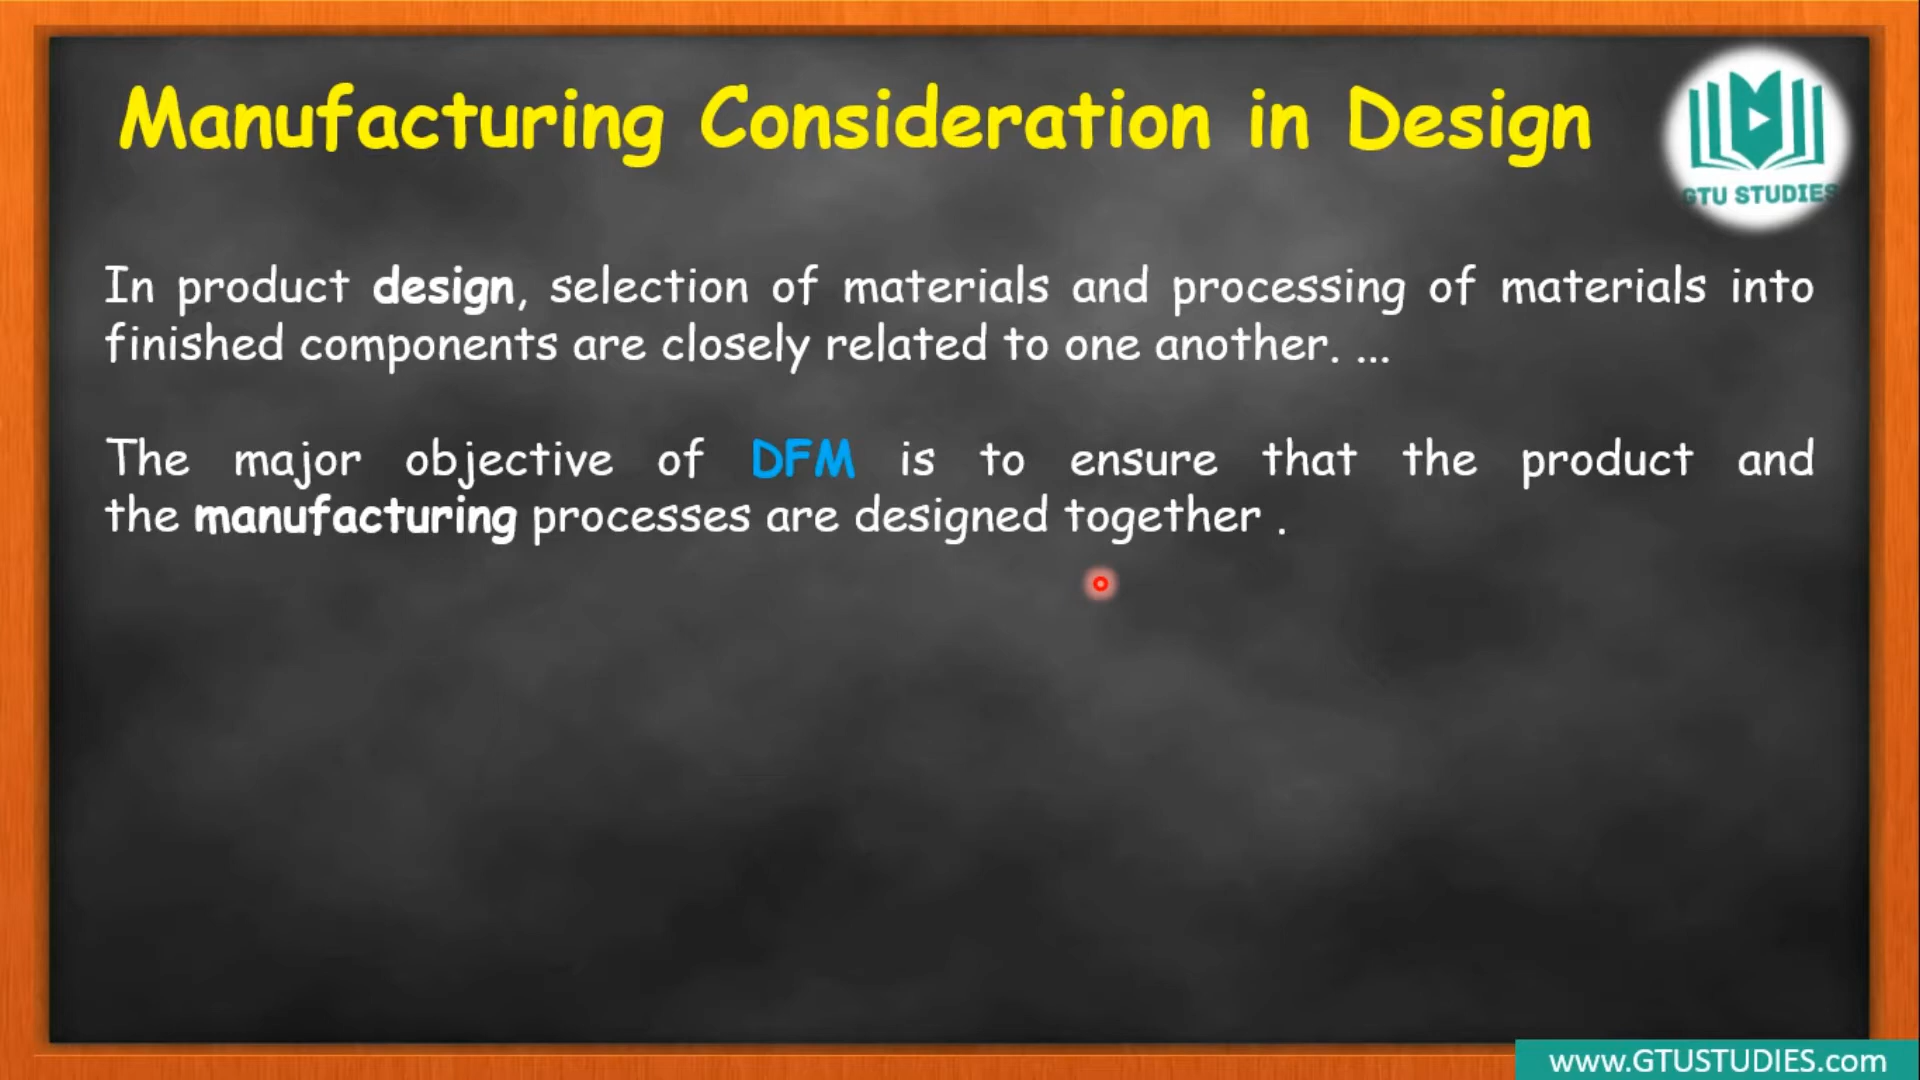 Manufacturing Consideration in Design
GTU STUDIES
In product design, selection of materials and processing of materials into
finished components are closely related to one another. ...
The major objective of DFM is to ensure that the product and
the manufacturing processes are designed together .
www.GTUSTUDIES.com